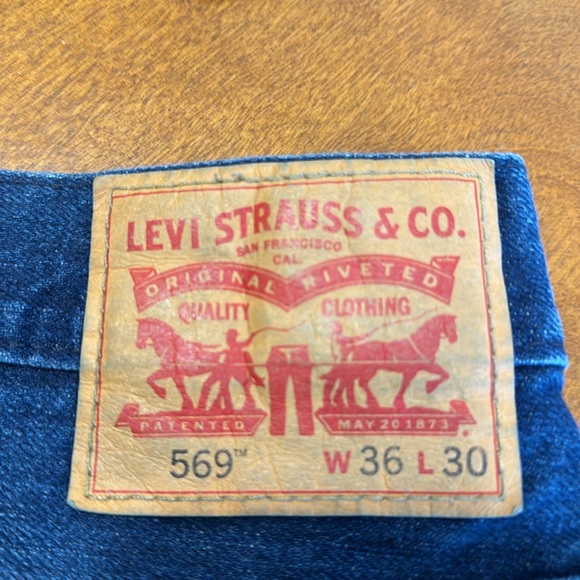 LEVI STRAUSS & CO.
SAN FRANCISCO
CAL.
ORIGINAL RIVETED
QUALITY CLOTHING
PATENTED MAY 20 1873
569™ W 36 L 30